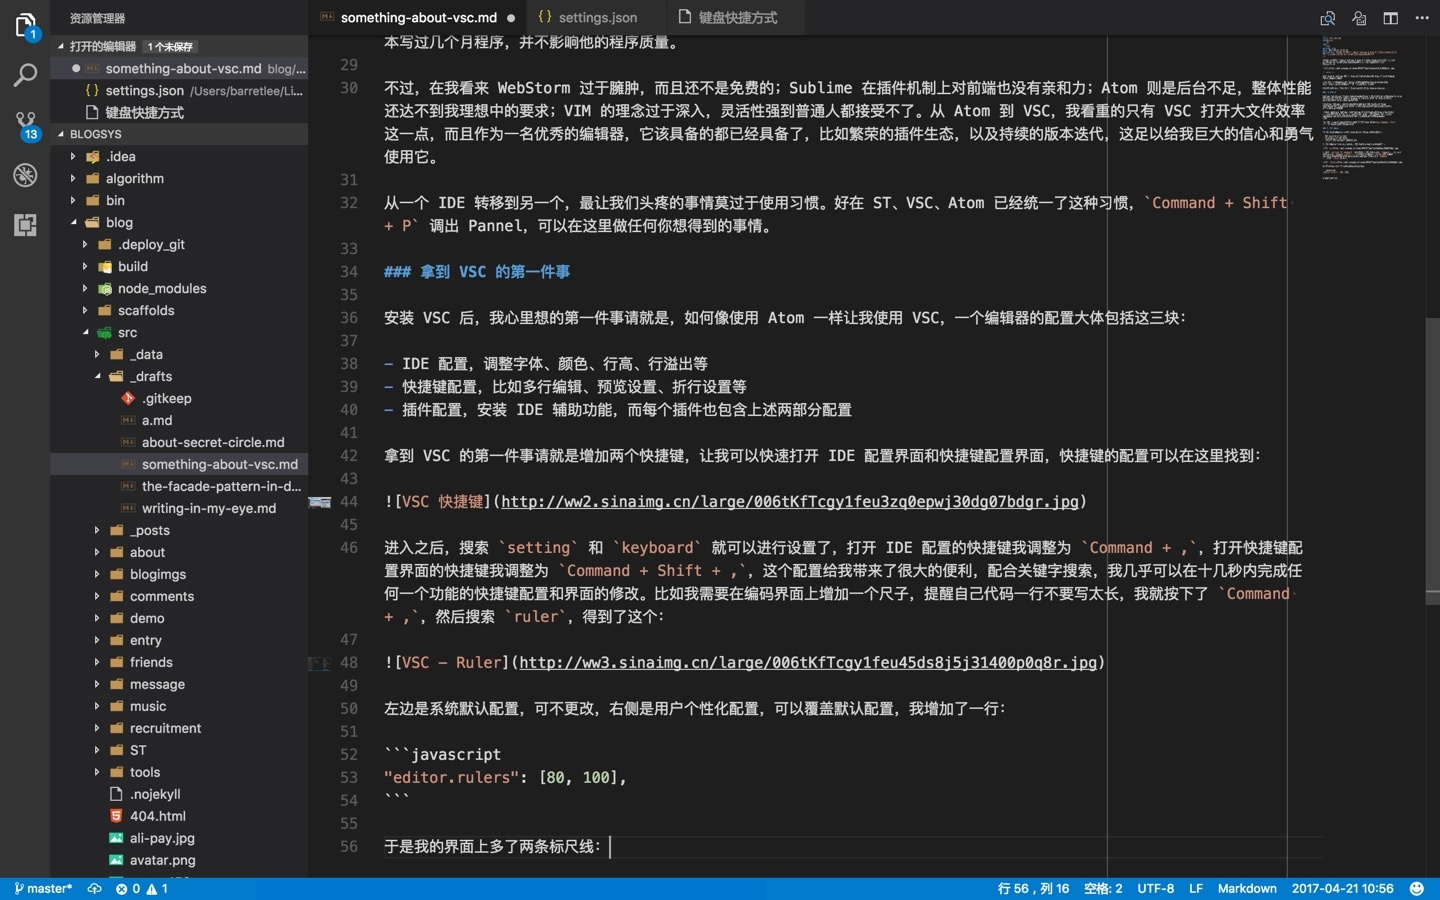 资源管理器
打开的编辑器 1 个未保存
something-about-vsc.md blog/...
settings.json /Users/barretlee/Li...
键盘快捷方式
BLOGSYS
.idea
algorithm
bin
blog
.deploy_git
build
node_modules
scaffolds
src
_data
_drafts
.gitkeep
a.md
about-secret-circle.md
something-about-vsc.md
the-facade-pattern-in-d...
writing-in-my-eye.md
_posts
about
blogimgs
comments
demo
entry
friends
message
music
recruitment
ST
tools
.nojekyll
404.html
ali-pay.jpg
avatar.png
1
13
something-about-vsc.md
settings.json
键盘快捷方式
本写过几个月程序，并不影响他的程序质量。
29
30 不过，在我看来 WebStorm 过于臃肿，而且还不是免费的；Sublime 在插件机制上对前端也没有亲和力；Atom 则是后台不足，整体性能
还达不到我理想中的要求；VIM 的理念过于深入，灵活性强到普通人都接受不了。从 Atom 到 VSC，我看重的只有 VSC 打开大文件效率
这一点，而且作为一名优秀的编辑器，它该具备的都已经具备了，比如繁荣的插件生态，以及持续的版本迭代，这足以给我巨大的信心和勇气
使用它。
31
32 从一个 IDE 转移到另一个，最让我们头疼的事情莫过于使用习惯。好在 ST、VSC、Atom 已经统一了这种习惯，`Command + Shift
+ P` 调出 Pannel，可以在这里做任何你想得到的事情。
33
34 ### 拿到 VSC 的第一件事
35
36 安装 VSC 后，我心里想的第一件事请就是，如何像使用 Atom 一样让我使用 VSC，一个编辑器的配置大体包括这三块：
37
38 - IDE 配置，调整字体、颜色、行高、行溢出等
39 - 快捷键配置，比如多行编辑、预览设置、折行设置等
40 - 插件配置，安装 IDE 辅助功能，而每个插件也包含上述两部分配置
41
42 拿到 VSC 的第一件事请就是增加两个快捷键，让我可以快速打开 IDE 配置界面和快捷键配置界面，快捷键的配置可以在这里找到：
43
44 ![VSC 快捷键](http://ww2.sinaimg.cn/large/006tKfTcgy1feu3zq0epwj30dg07bdgr.jpg)
45
46 进入之后，搜索 `setting` 和 `keyboard` 就可以进行设置了，打开 IDE 配置的快捷键我调整为 `Command + ,`，打开快捷键配
置界面的快捷键我调整为 `Command + Shift + ,`，这个配置给我带来了很大的便利，配合关键字搜索，我几乎可以在十几秒内完成任
何一个功能的快捷键配置和界面的修改。比如我需要在编码界面上增加一个尺子，提醒自己代码一行不要写太长，我就按下了 `Command
+ ,`，然后搜索 `ruler`，得到了这个：
47
48 ![VSC - Ruler](http://ww3.sinaimg.cn/large/006tKfTcgy1feu45ds8j5j31400p0q8r.jpg)
49
50 左边是系统默认配置，可不更改，右侧是用户个性化配置，可以覆盖默认配置，我增加了一行：
51
52 ```javascript
53 "editor.rulers": [80, 100],
54 ```
55
56 于是我的界面上多了两条标尺线：
master* 0 1 行 56，列 16 空格: 2 UTF-8 LF Markdown 2017-04-21 10:56